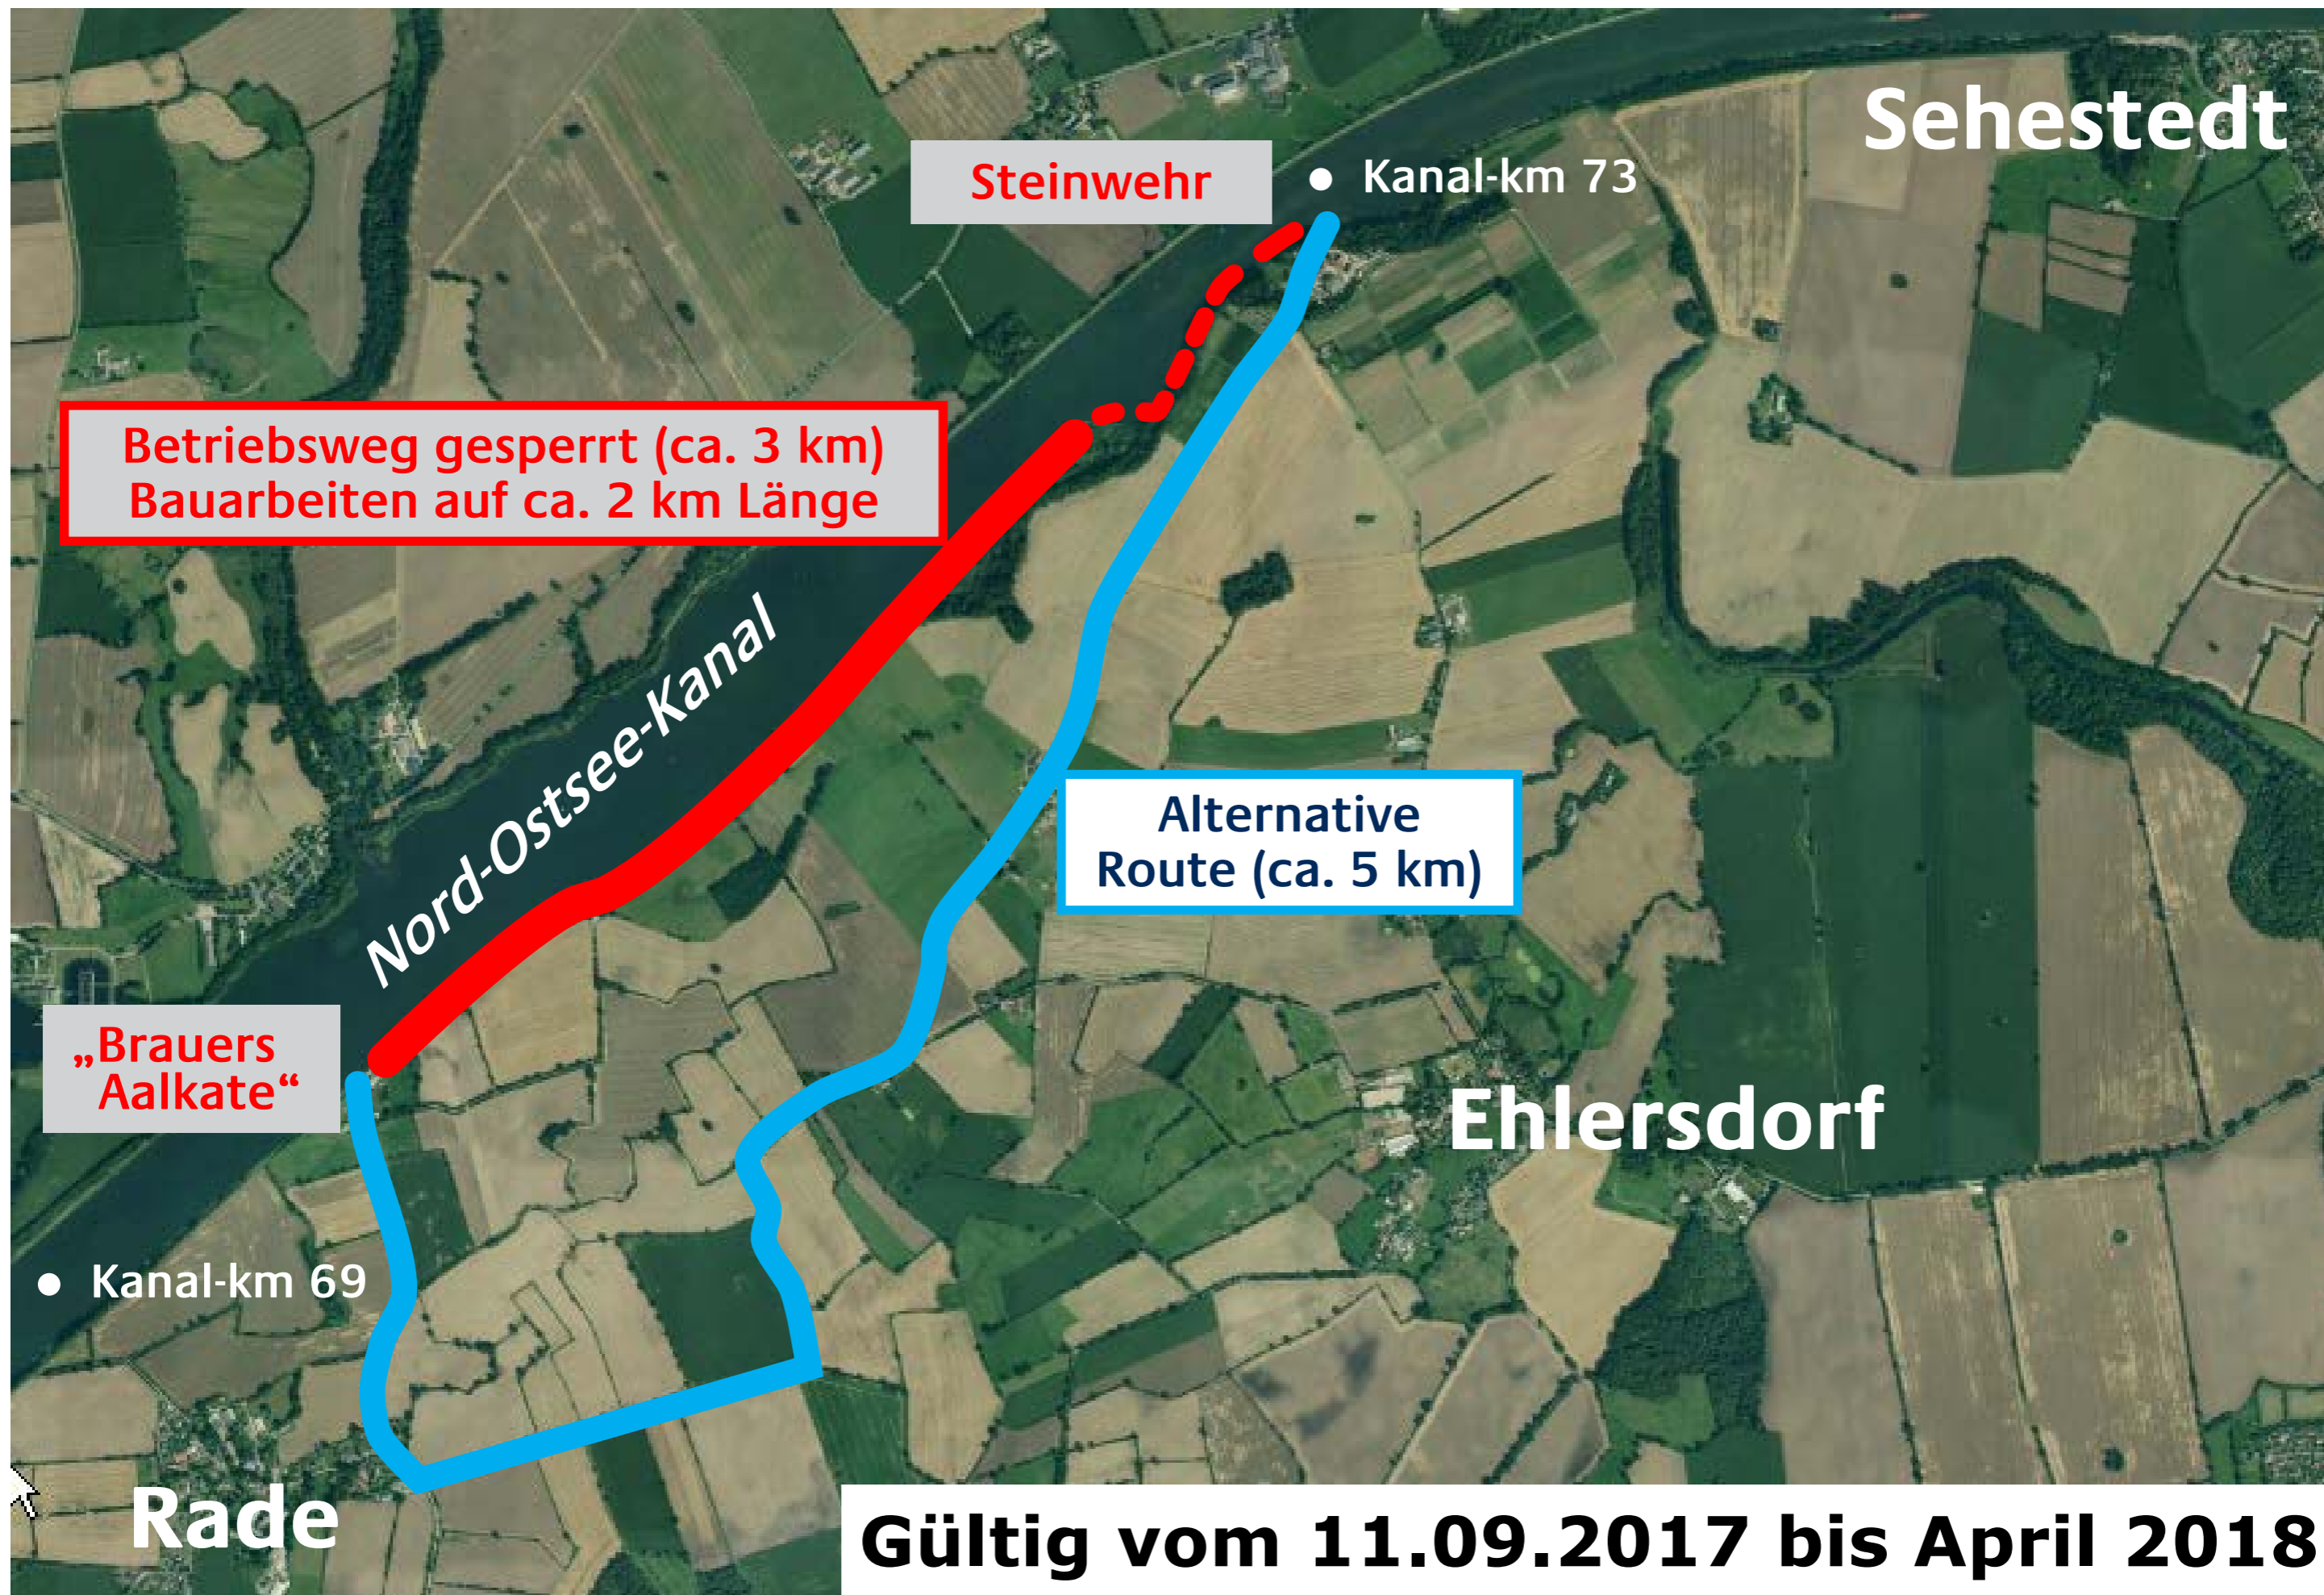 Sehestedt
Steinwehr
Kanal-km 73
Betriebsweg gesperrt (ca. 3 km)
Bauarbeiten auf ca. 2 km Länge
Nord-Ostsee-Kanal
Alternative
Route (ca. 5 km)
„Brauers
Aalkate“
Ehlersdorf
Kanal-km 69
Rade
Gültig vom 11.09.2017 bis April 2018